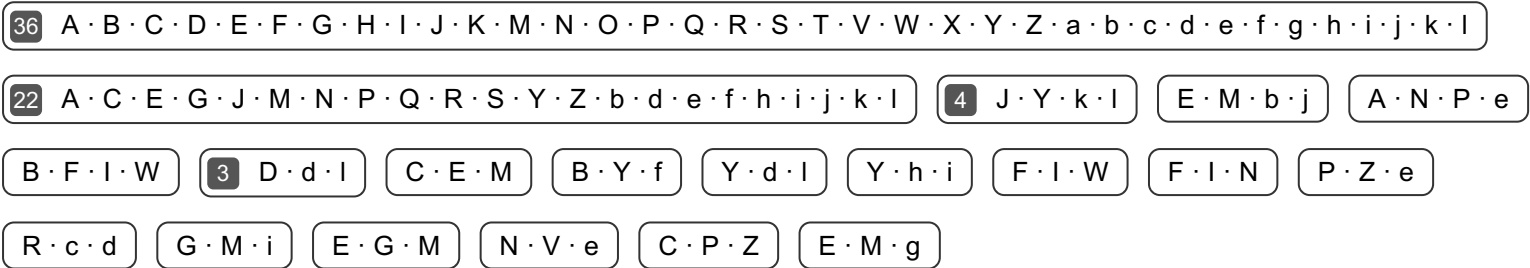 36 A · B · C · D · E · F · G · H · I · J · K · M · N · O · P · Q · R · S · T · V · W · X · Y · Z · a · b · c · d · e · f · g · h · i · j · k · l
22 A · C · E · G · J · M · N · P · Q · R · S · Y · Z · b · d · e · f · h · i · j · k · l 4 J · Y · k · l E · M · b · j A · N · P · e
B · F · I · W 3 D · d · l C · E · M B · Y · f Y · d · l Y · h · i F · I · W F · I · N P · Z · e
R · c · d G · M · i E · G · M N · V · e C · P · Z E · M · g